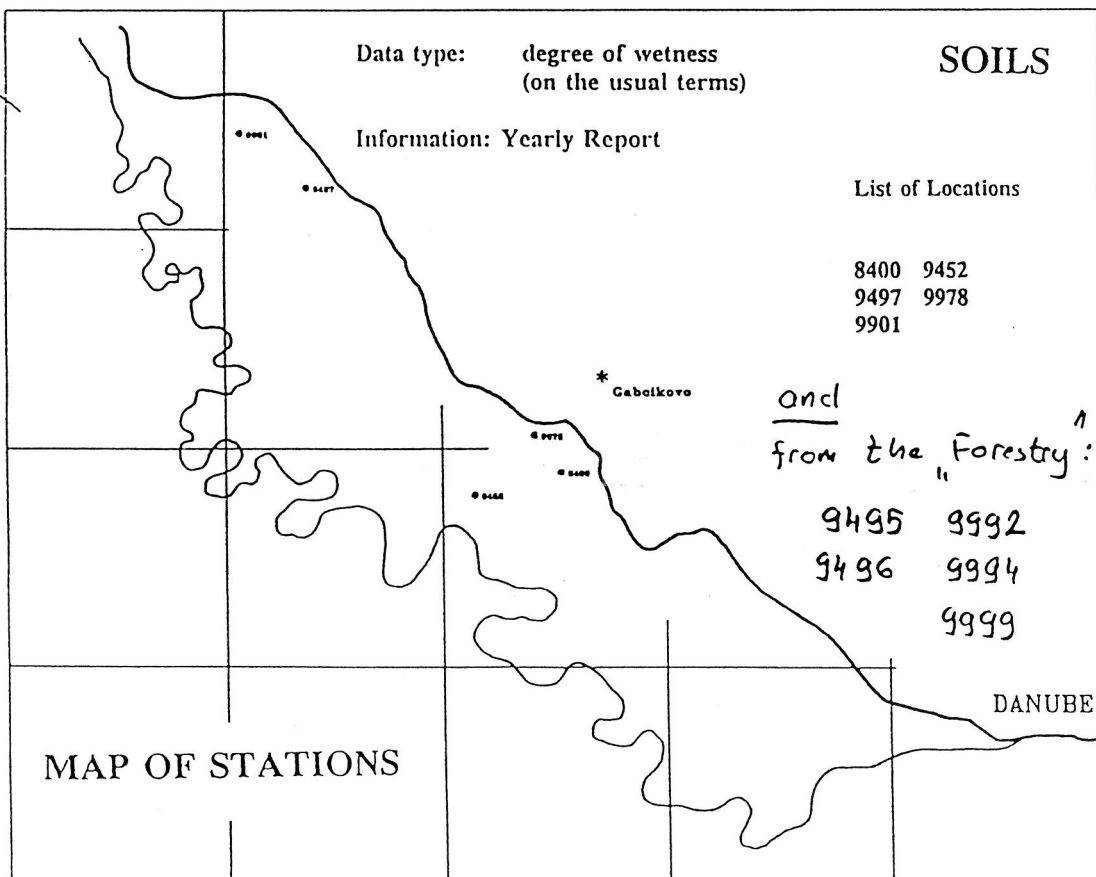 Data type: degree of wetness
(on the usual terms)
SOILS
Information: Yearly Report
List of Locations
8400 9452
9497 9978
9901
* Gabcikovo
and
from the „Forestry":
9495 9992
9496 9994
9999
DANUBE
MAP OF STATIONS